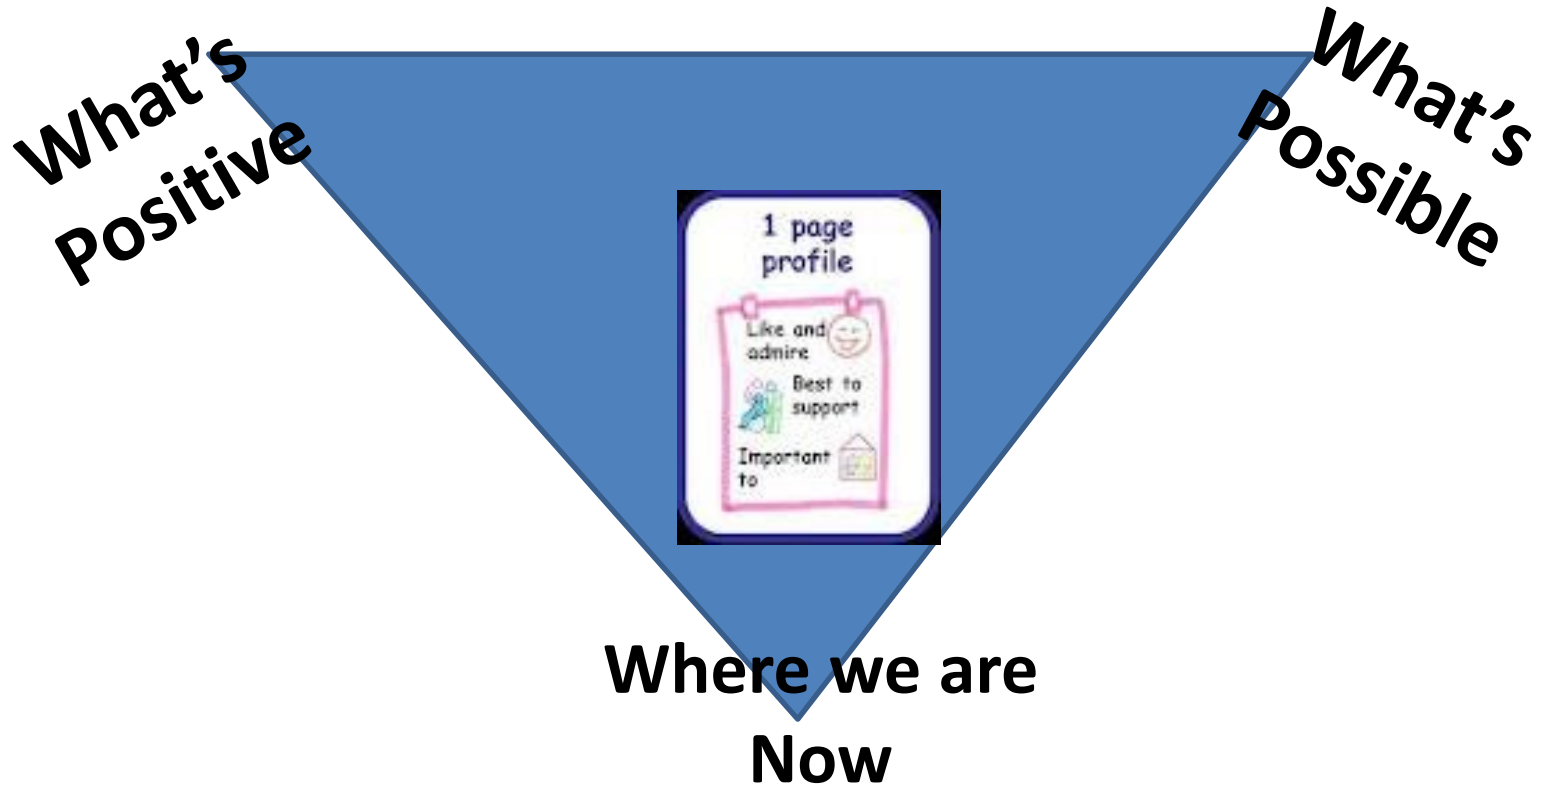 What’s
Positive
What’s
Possible
1 page
profile
Like and
admire
Best to
support
Important
to
Where we are
Now